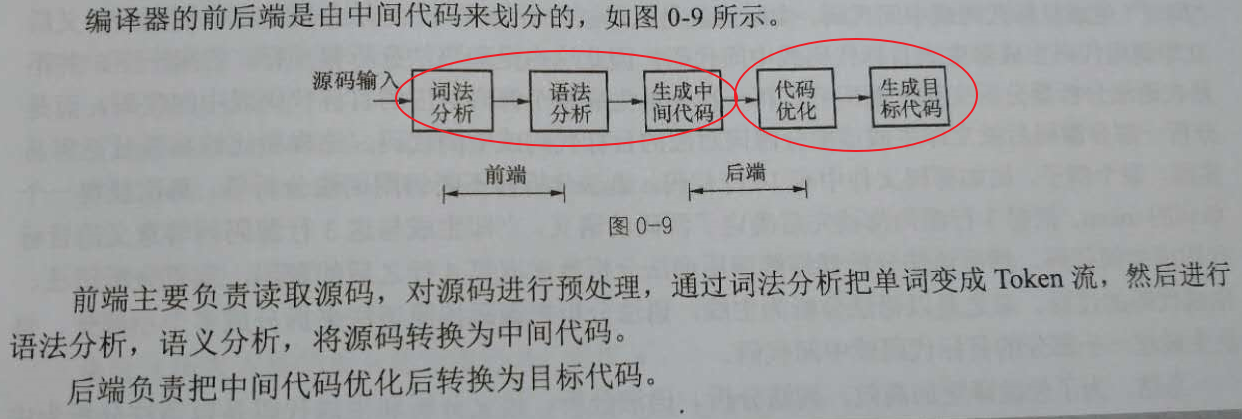 编译器的前后端是由中间代码来划分的，如图 0-9 所示。
源码输入
词法
分析
语法
分析
生成中
间代码
代码
优化
生成目
标代码
前端
后端
图 0-9
前端主要负责读取源码，对源码进行预处理，通过词法分析把单词变成 Token 流，然后进行
语法分析，语义分析，将源码转换为中间代码。
后端负责把中间代码优化后转换为目标代码。